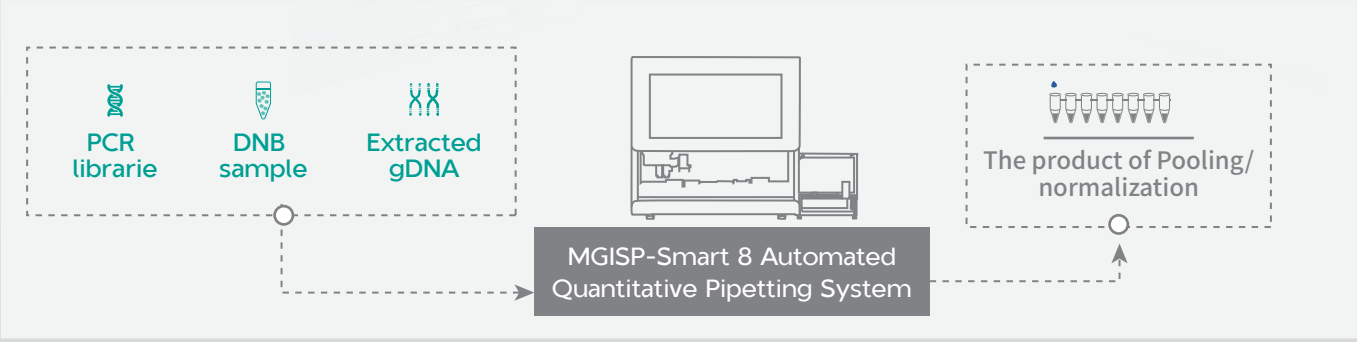 PCR
librarie
DNB
sample
Extracted
gDNA
MGISP-Smart 8 Automated
Quantitative Pipetting System
The product of Pooling/
normalization